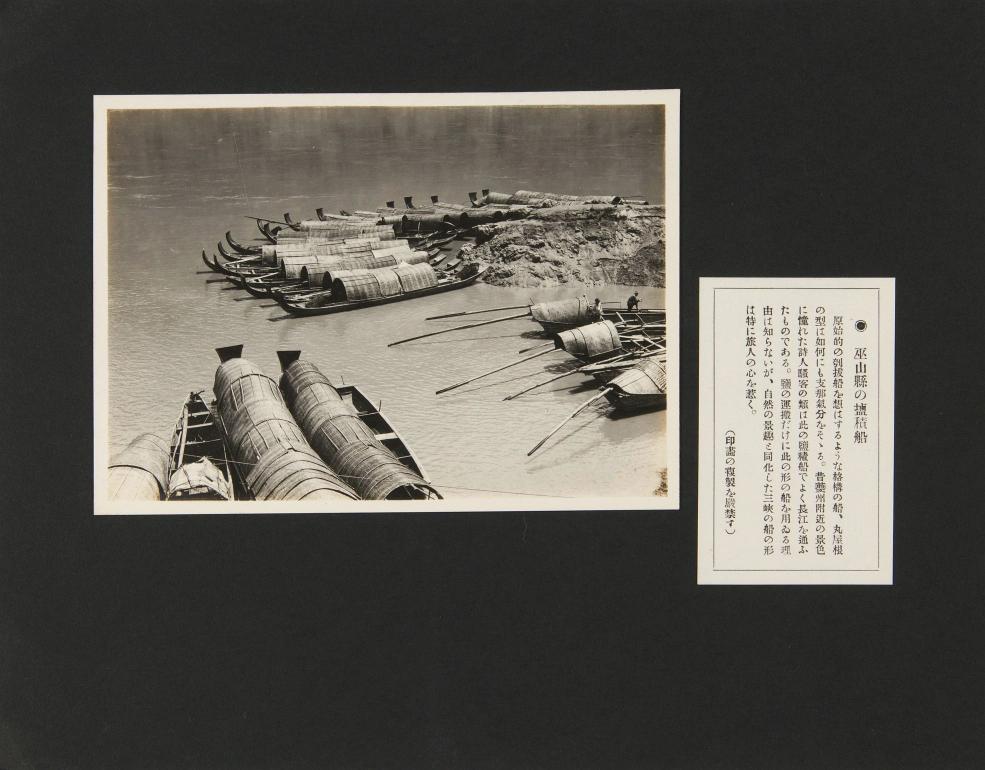 ◉ 巫山縣の鹽積船
原始的の刳拔船を想はするような格構の船、丸屋根
の型は如何にも支那氣分をそゝる。昔夔州附近の景色
に憧れた詩人騷客の類は此の鹽積船でよく長江を通ふ
たものである。鹽の運搬だけに此の形の船を用ゐる理
由は知らないが、自然の景趣と同化した三峽の船の形
は特に旅人の心を惹く。
(印畫の複製を嚴禁す)